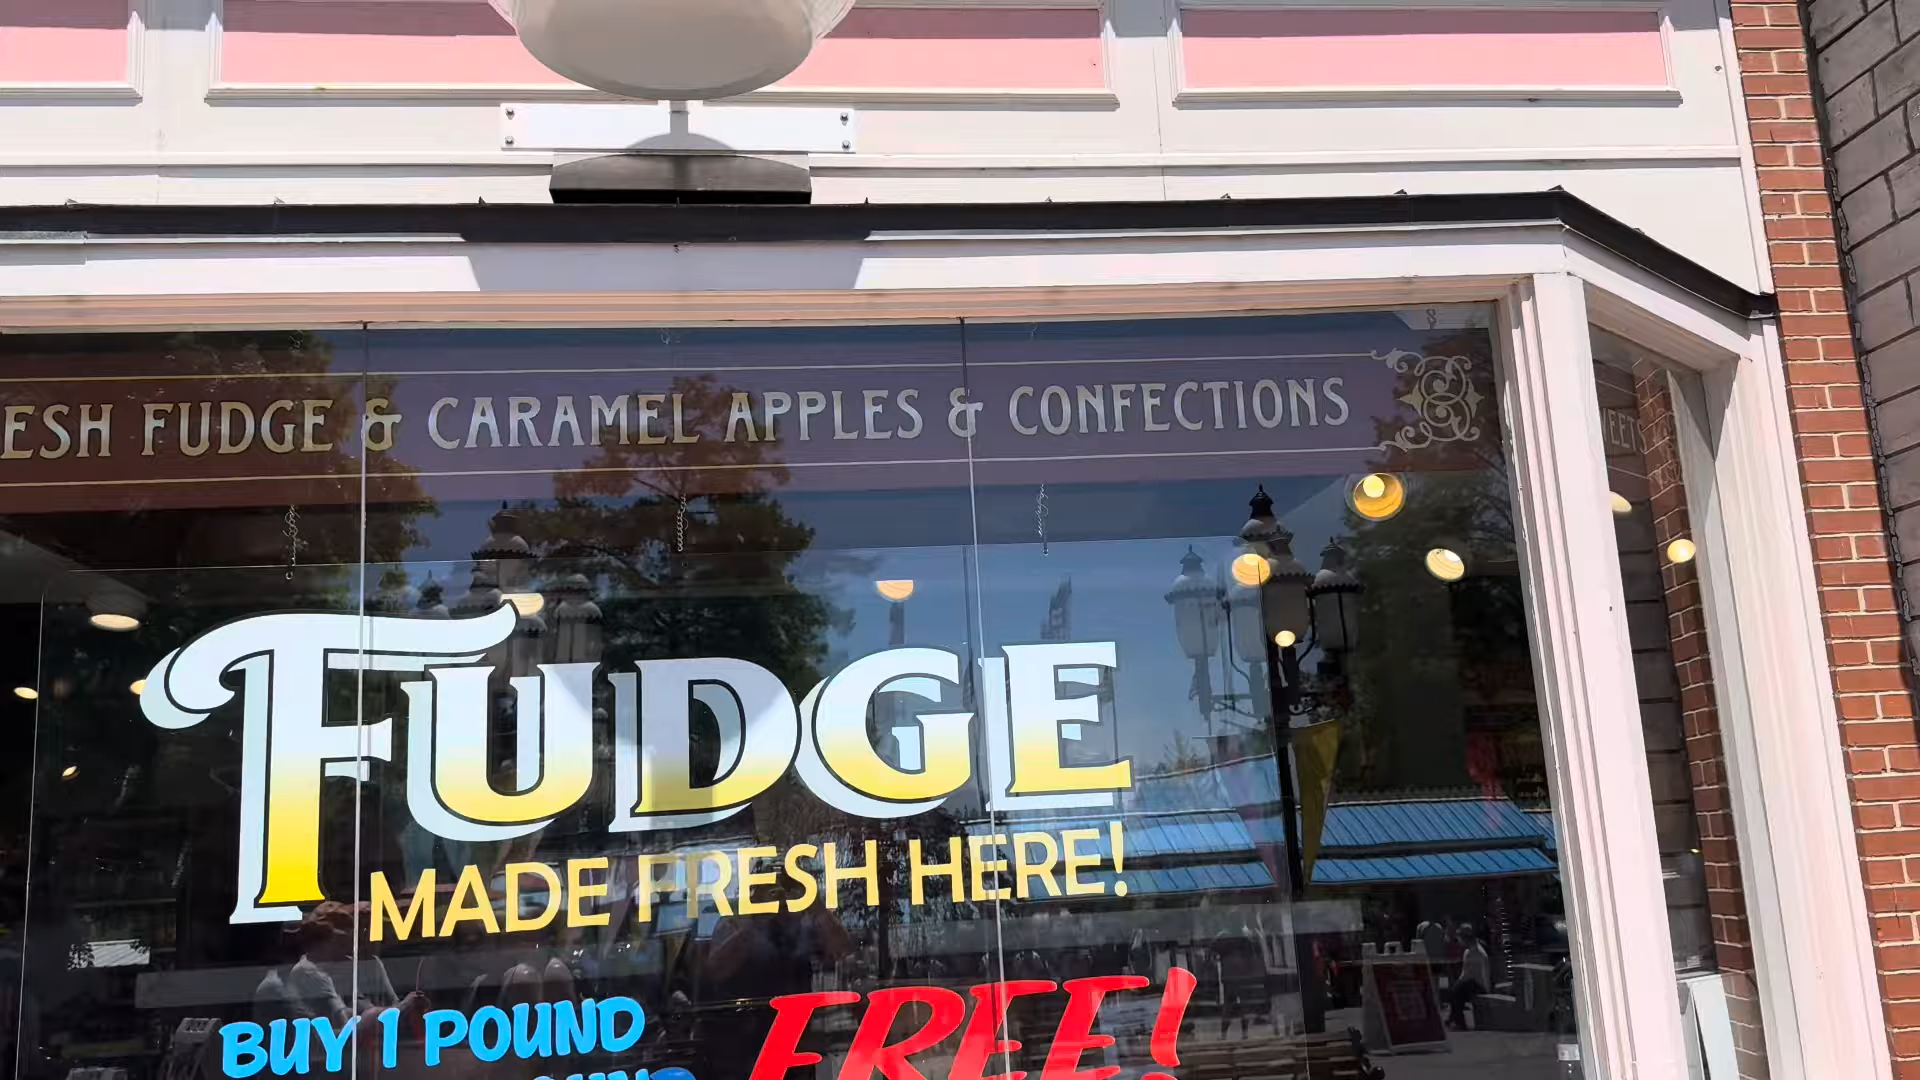 ESH FUDGE & CARAMEL APPLES & CONFECTIONS
FUDGE
MADE FRESH HERE!
BUY 1 POUND
FREE!